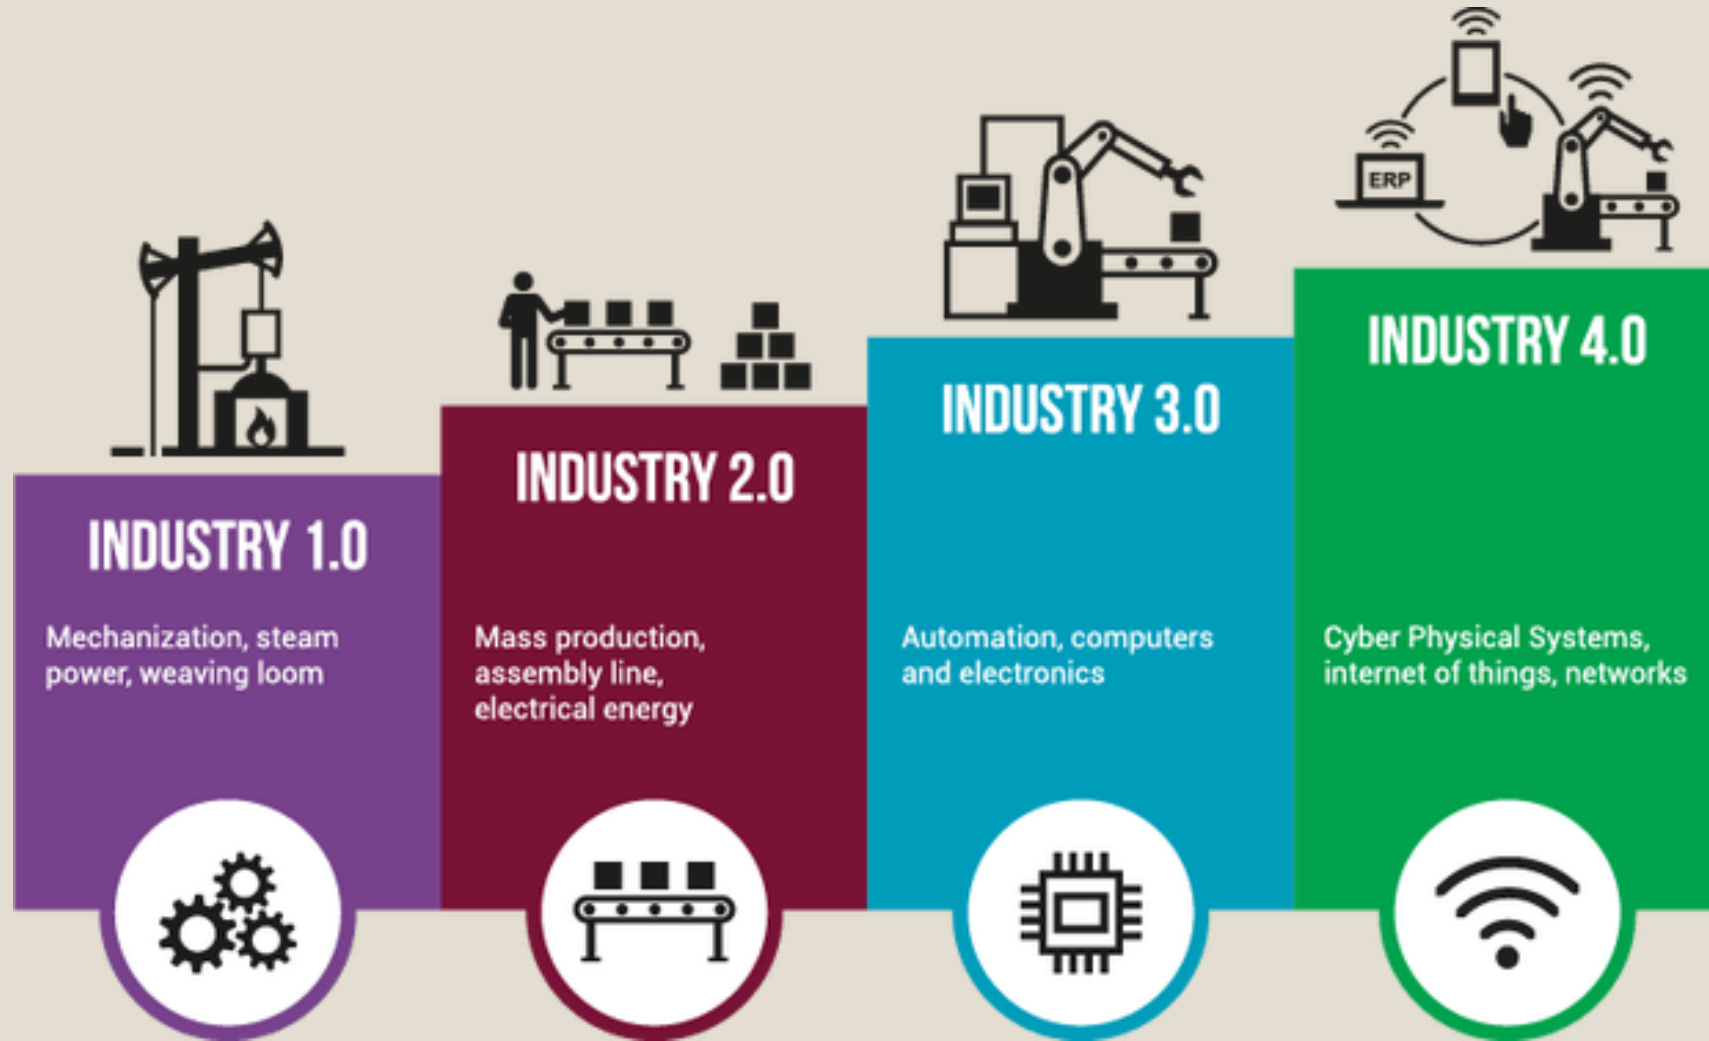 ERP
INDUSTRY 1.0
Mechanization, steam
power, weaving loom
INDUSTRY 2.0
Mass production,
assembly line,
electrical energy
INDUSTRY 3.0
Automation, computers
and electronics
INDUSTRY 4.0
Cyber Physical Systems,
internet of things, networks